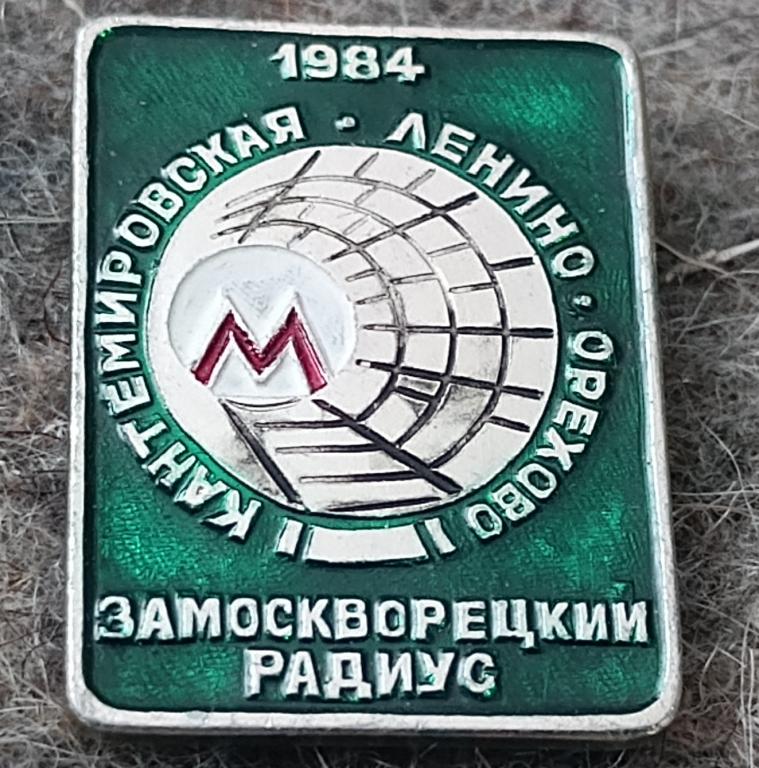 1984
КАНТЕМИРОВСКАЯ · ЛЕНИНО · ОРЕХОВО
М
ЗАМОСКВОРЕЦКИЙ
РАДИУС